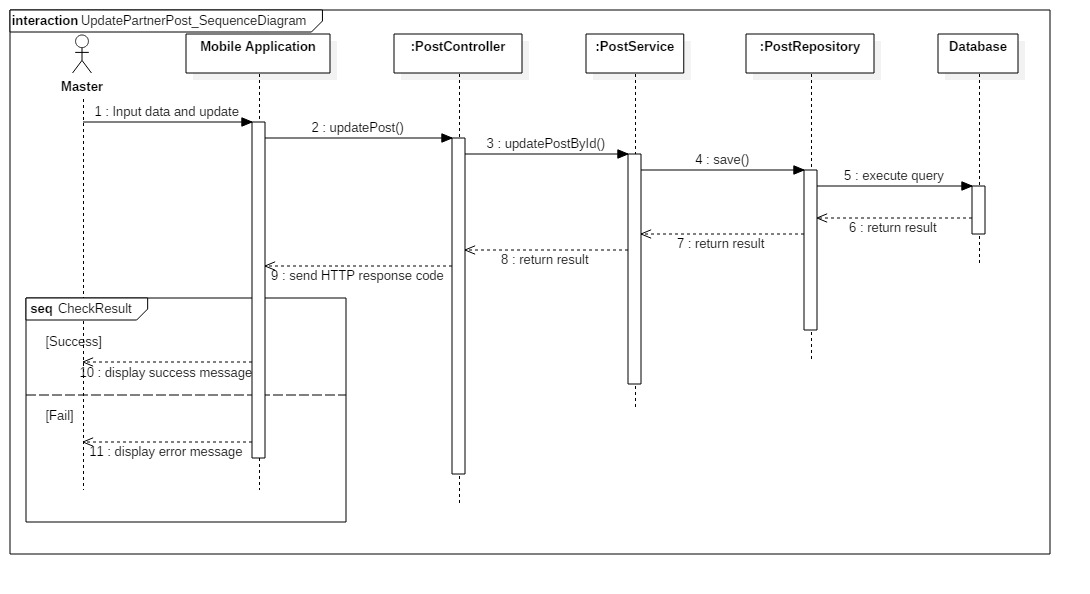 interaction UpdatePartnerPost_SequenceDiagram
Mobile Application
:PostController
:PostService
:PostRepository
Database
Master
1 : Input data and update
2 : updatePost()
3 : updatePostById()
4 : save()
5 : execute query
6 : return result
7 : return result
8 : return result
9 : send HTTP response code
seq CheckResult
[Success]
10 : display success message
[Fail]
11 : display error message